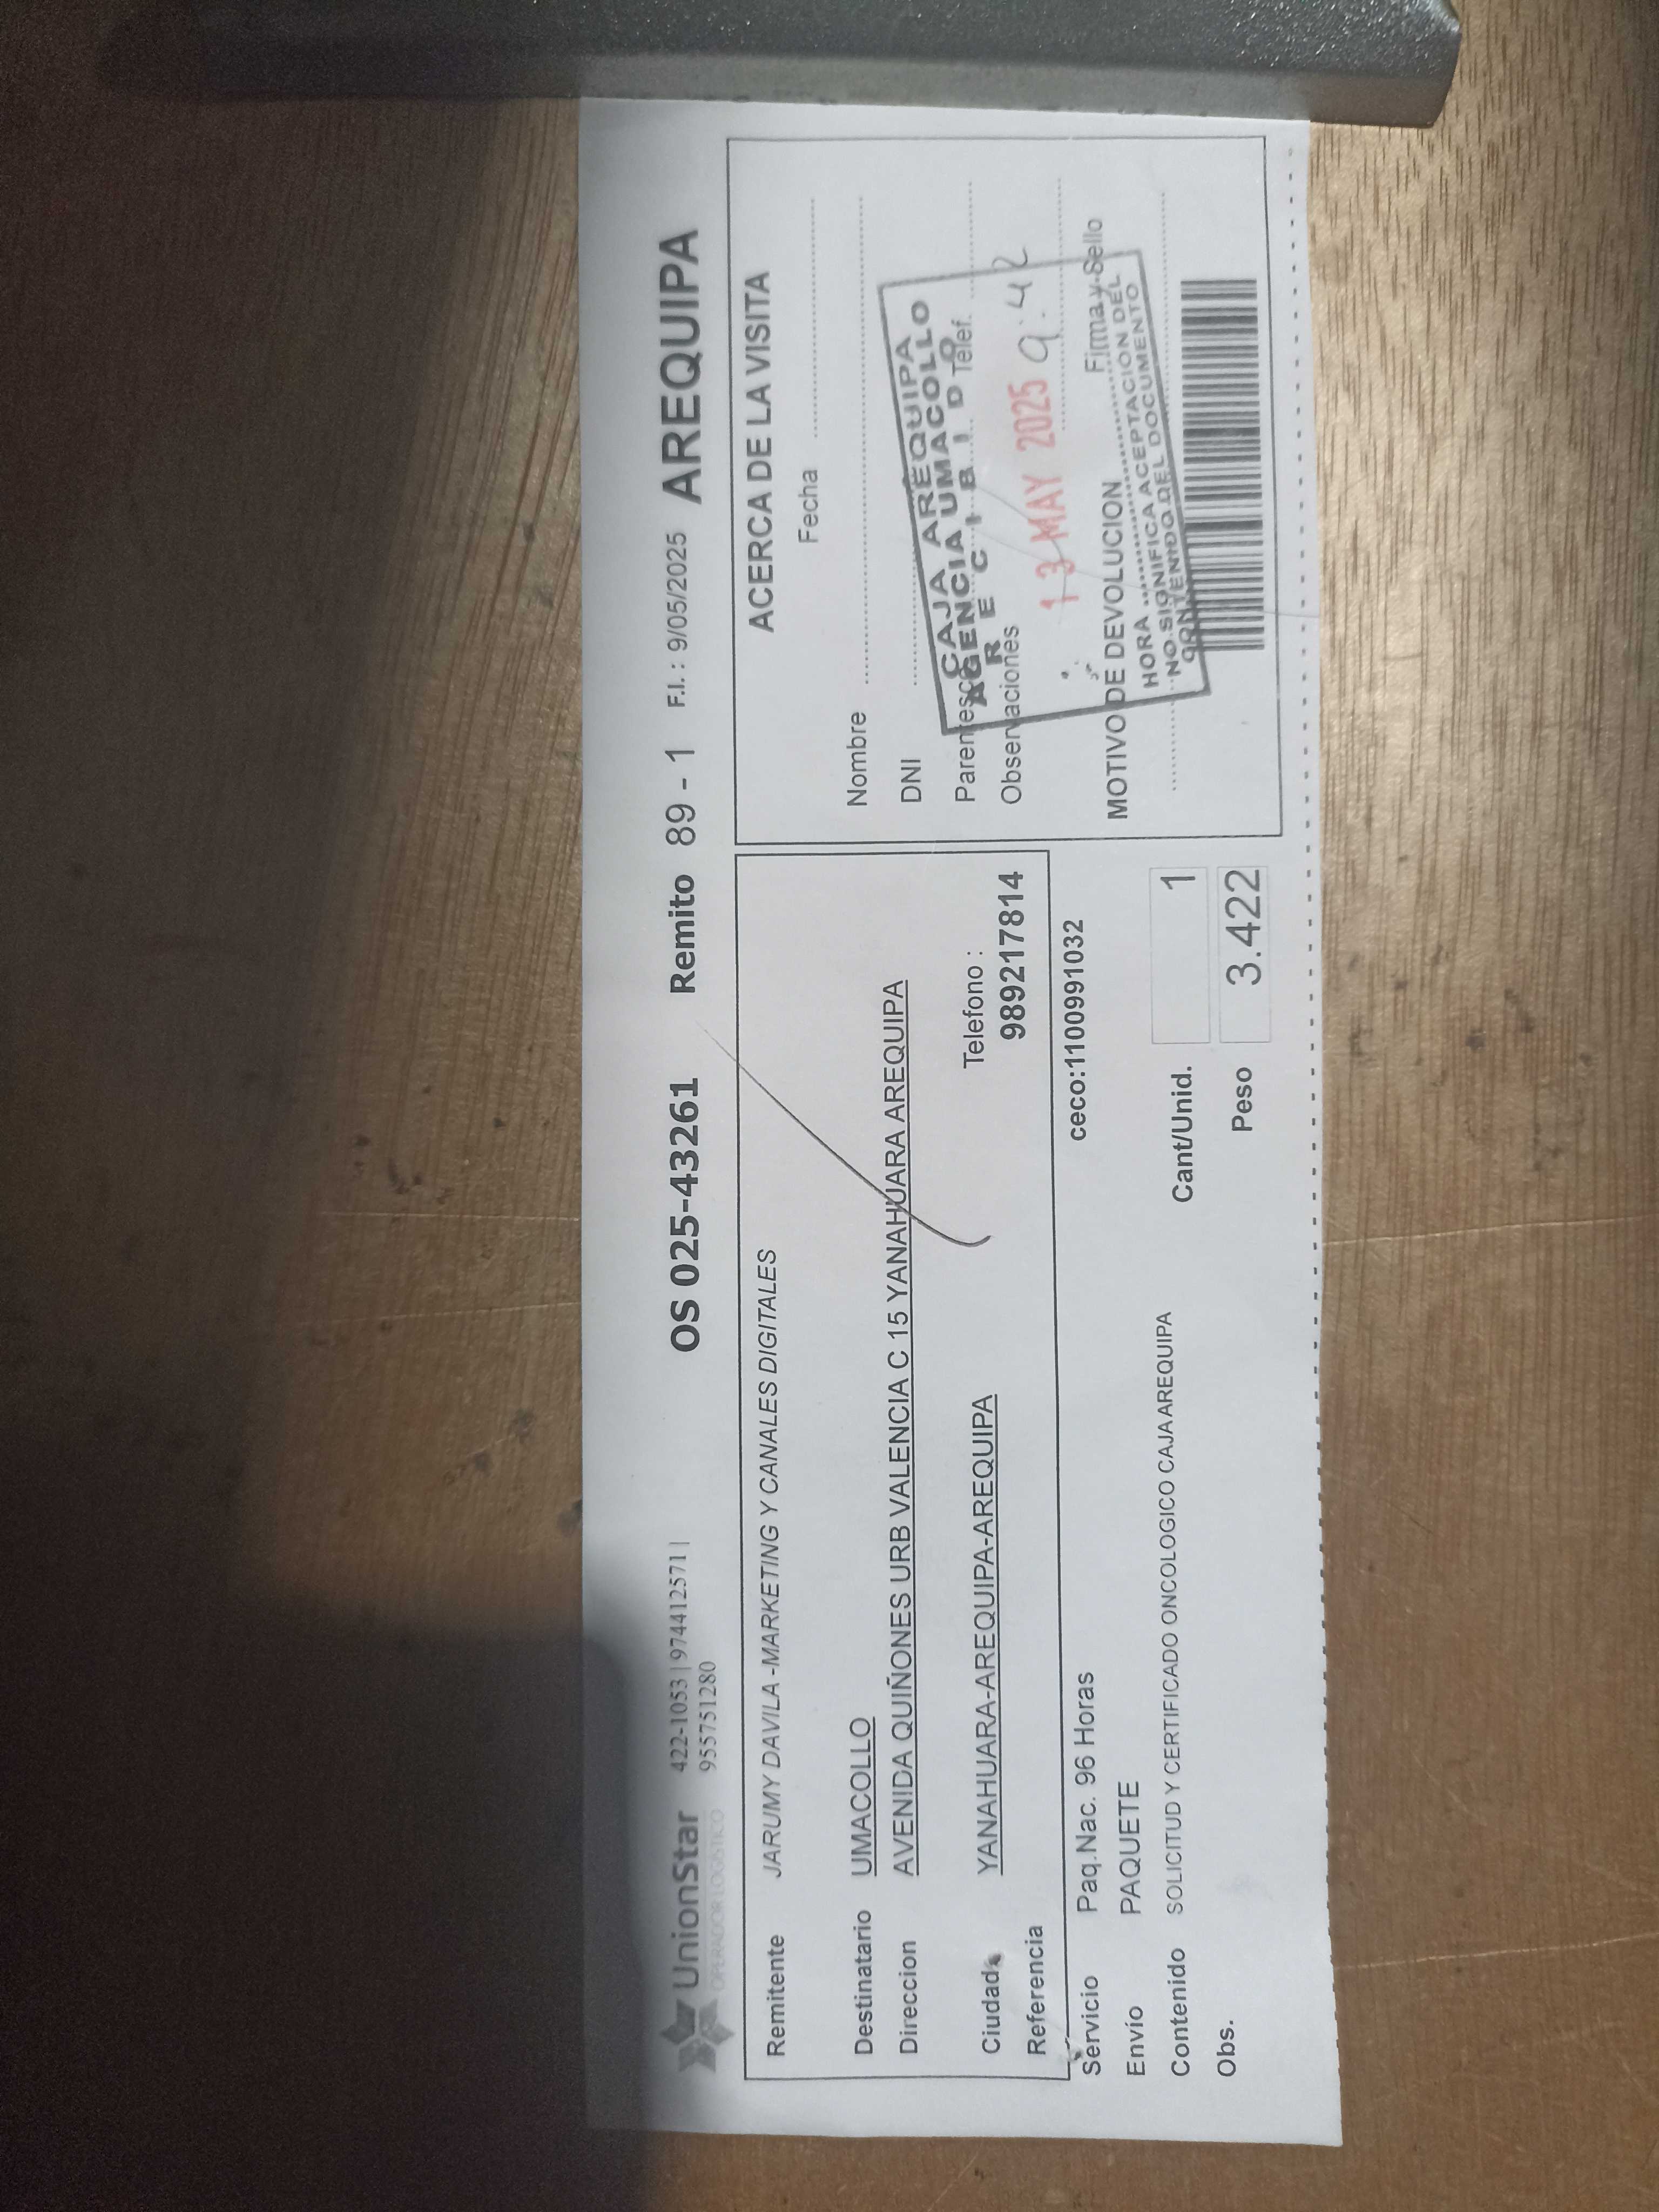 UnionStar
OPERADOR LOGISTICO
422-1053 | 974412571 |
955751280
OS 025-43261
Remito 89 - 1
F.I. : 9/05/2025
AREQUIPA
Remitente JARUMY DAVILA -MARKETING Y CANALES DIGITALES
Destinatario UMACOLLO
Direccion AVENIDA QUIÑONES URB VALENCIA C 15 YANAHUARA AREQUIPA
Ciudad YANAHUARA-AREQUIPA-AREQUIPA
Telefono :
989217814
Referencia
Servicio Paq.Nac. 96 Horas
ceco:1100991032
Envío PAQUETE
Contenido SOLICITUD Y CERTIFICADO ONCOLOGICO CAJA AREQUIPA
Cant/Unid. 1
Obs.
Peso 3.422
ACERCA DE LA VISITA
Fecha
Nombre
DNI
Parentesco
Telef.
Observaciones
Firma y Sello
MOTIVO DE DEVOLUCION
CAJA AREQUIPA
AGENCIA UMACOLLO
RECIBIDO
13 MAY 2025 9:42
HORA
NO SIGNIFICA ACEPTACIÓN DEL
CONTENIDO DEL DOCUMENTO